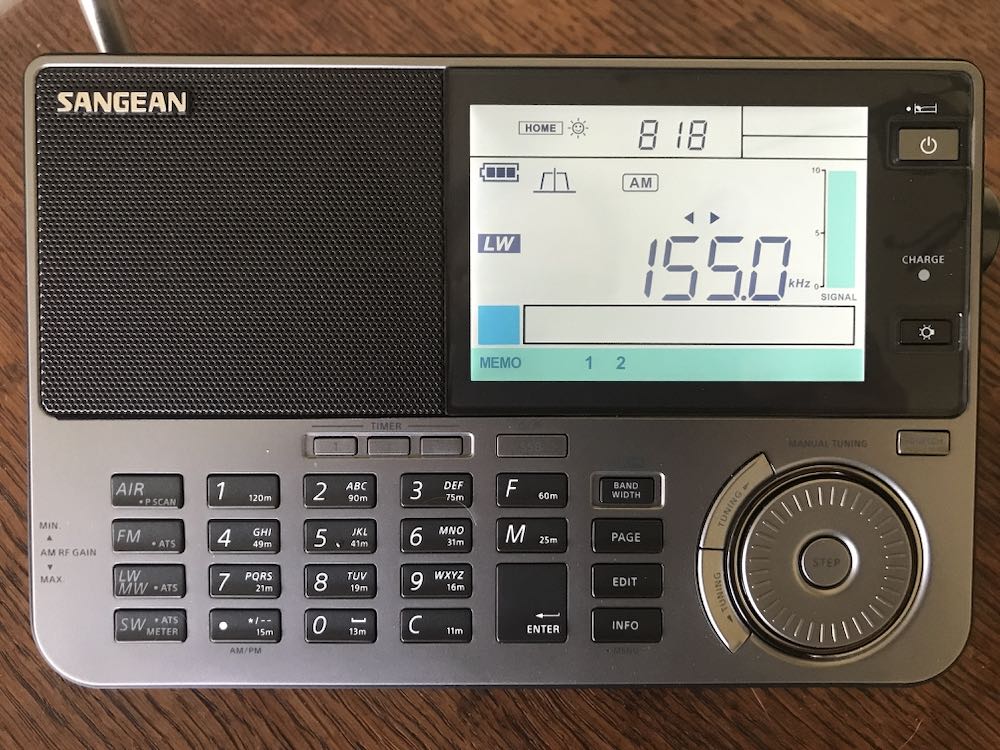 SANGEAN
HOME 818
AM
10
5
0
LW
155.0 kHz
SIGNAL
MEMO 1 2
CHARGE
TIMER
1
SSB
MANUAL TUNING
AIR • P SCAN
1 120m
2 ABC 90m
3 DEF 75m
F 60m
BAND WIDTH
TUNING
MIN.
AM RF GAIN
MAX.
FM • ATS
4 GHI 49m
5 JKL 41m
6 MNO 31m
M 25m
PAGE
STEP
LW MW • ATS
7 PQRS 21m
8 TUV 19m
9 WXYZ 16m
ENTER
EDIT
TUNING
SW • ATS METER
• */-- 15m
0 13m
C 11m
INFO
AM/PM
• MENU